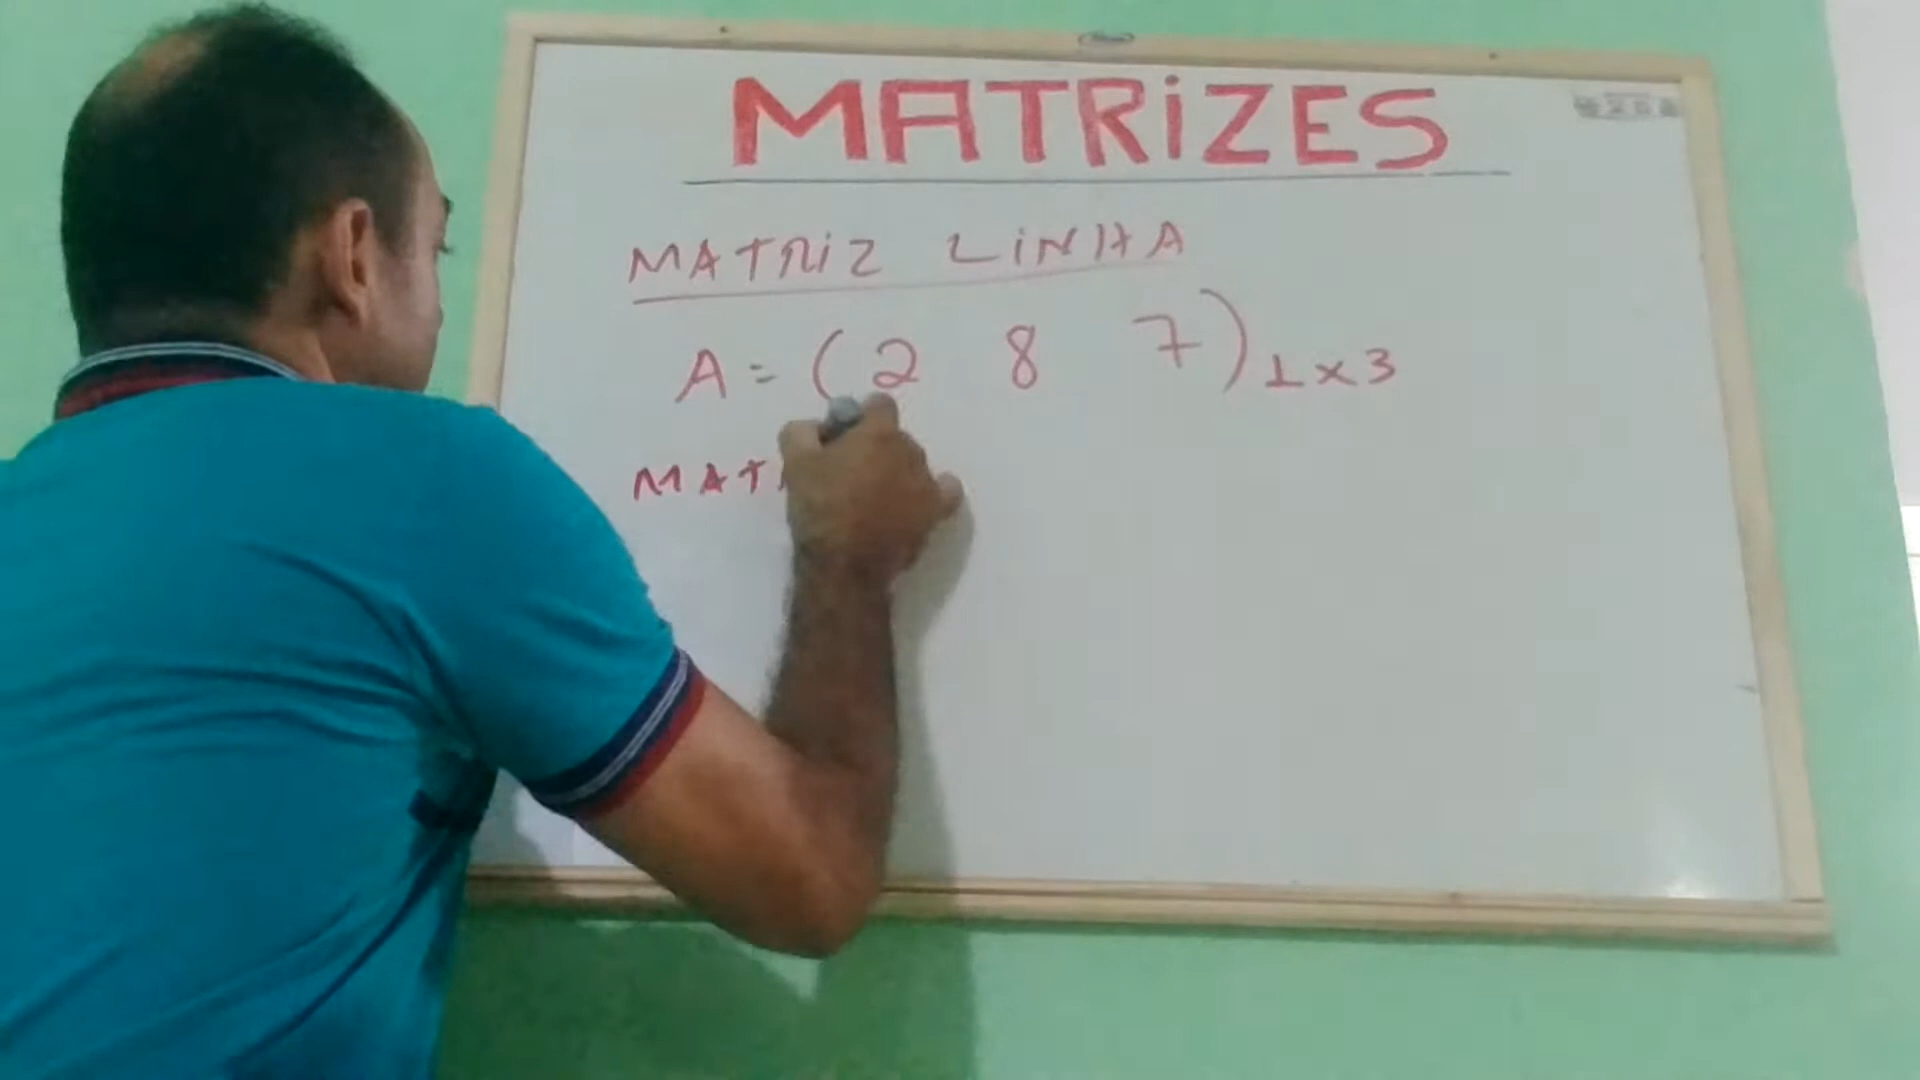 MATRIZES
MATRIZ LINHA
A = (2 8 7) 1x3
MAT